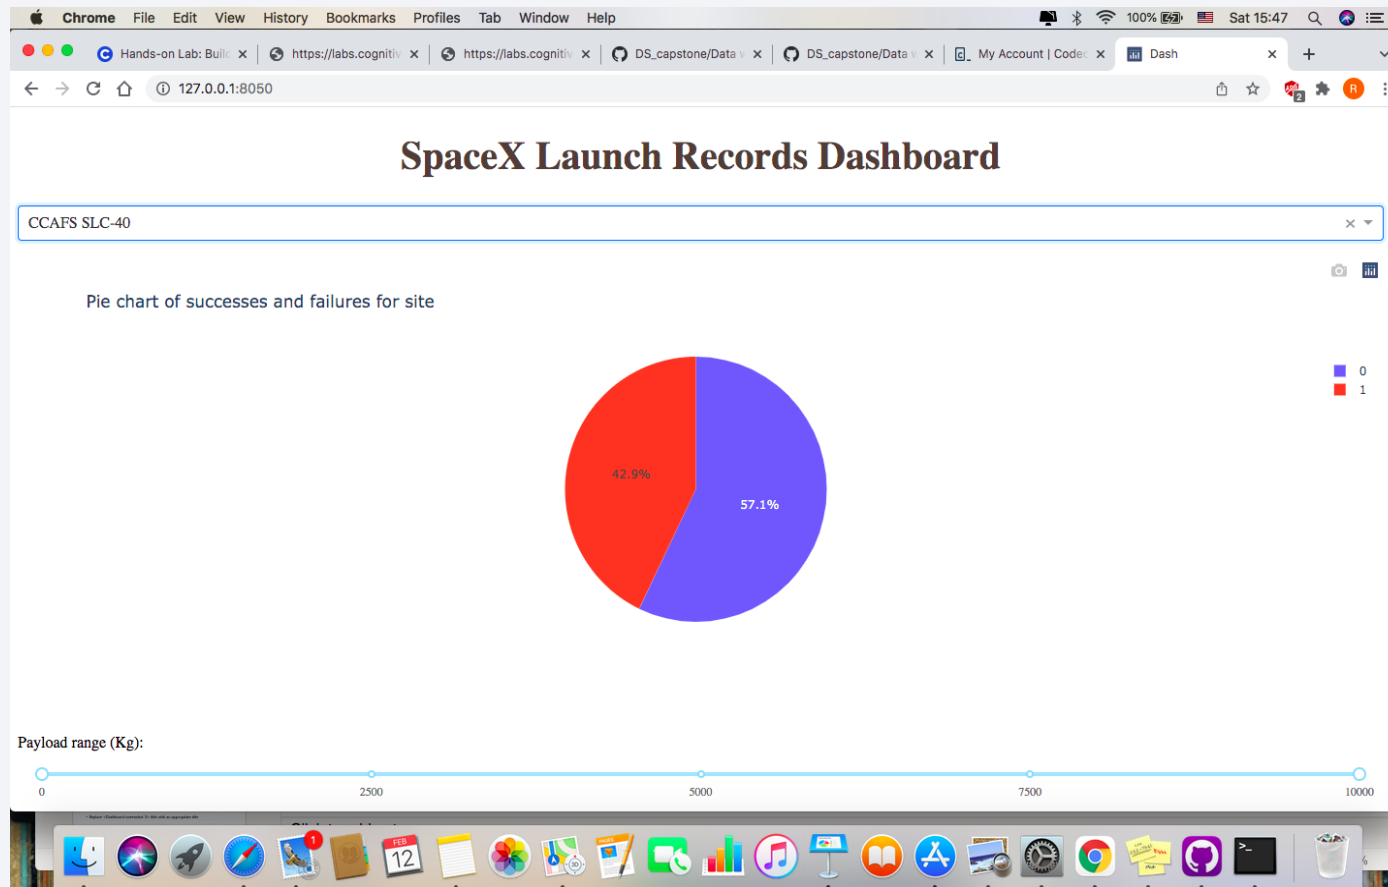 Chrome File Edit View History Bookmarks Profiles Tab Window Help 100% Sat 15:47
Hands-on Lab: Buil https://labs.cognitiv https://labs.cognitiv DS_capstone/Data w DS_capstone/Data w My Account | Codec Dash
127.0.0.1:8050
2
R
SpaceX Launch Records Dashboard
CCAFS SLC-40
Pie chart of successes and failures for site
0
1
42.9%
57.1%
Payload range (Kg):
0 2500 5000 7500 10000
1
FEB
12